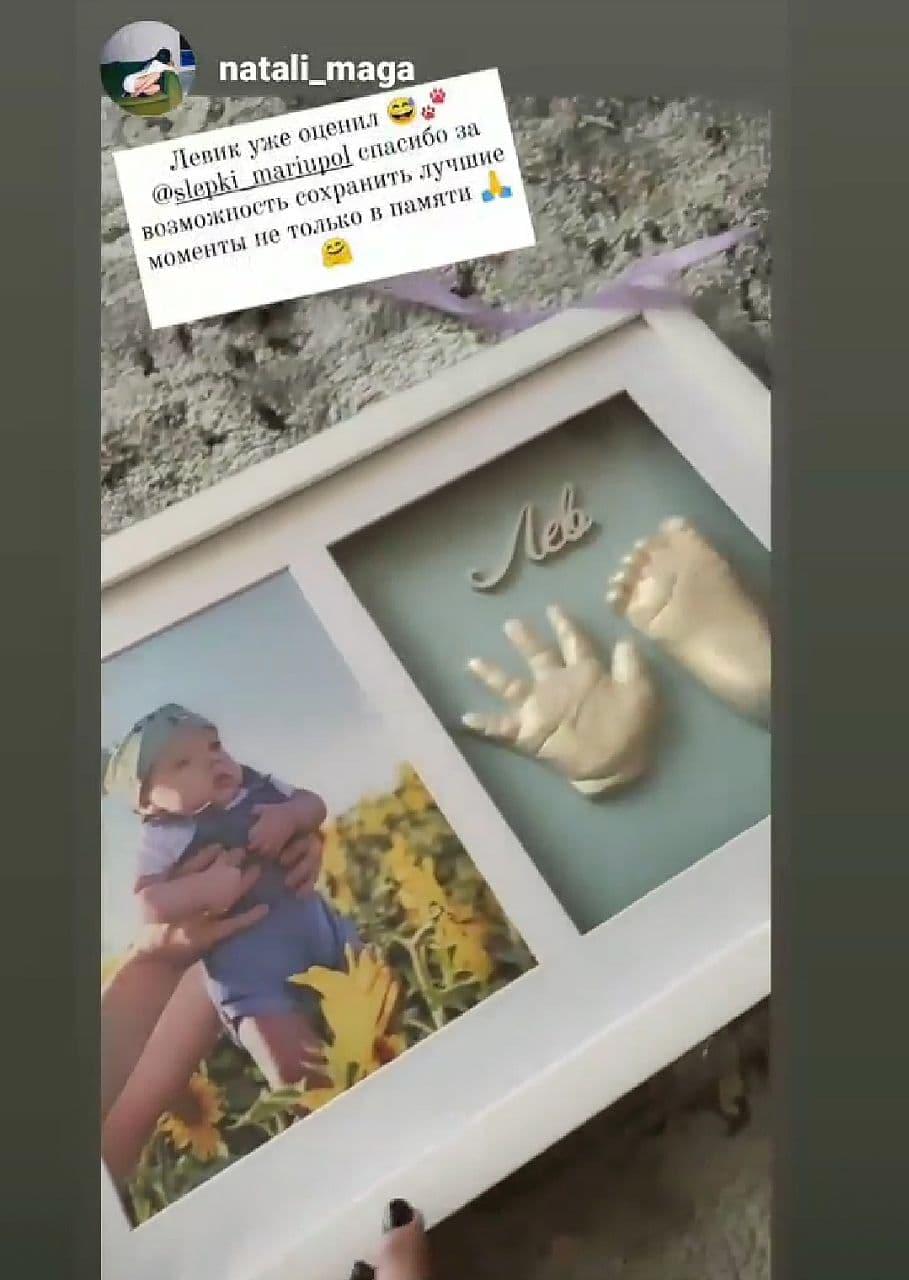 natali_maga
Левик уже оценил 😅🐾
@slepki_mariupol спасибо за
возможность сохранить лучшие
моменты не только в памяти 🙏
🤗
Лев